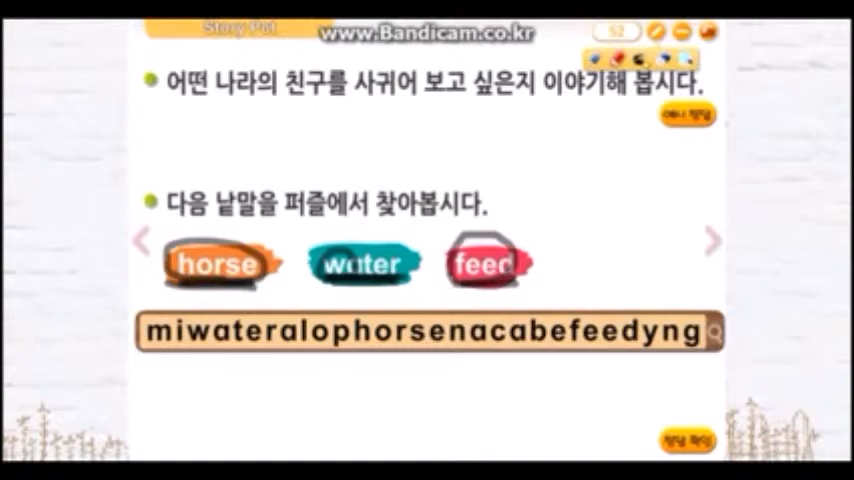 Story Pot
www.Bandicam.co.kr
52
어떤 나라의 친구를 사귀어 보고 싶은지 이야기해 봅시다.
예시 정답
다음 낱말을 퍼즐에서 찾아봅시다.
horse water feed
miwateralophorsenacabefeedyng
정답 확인